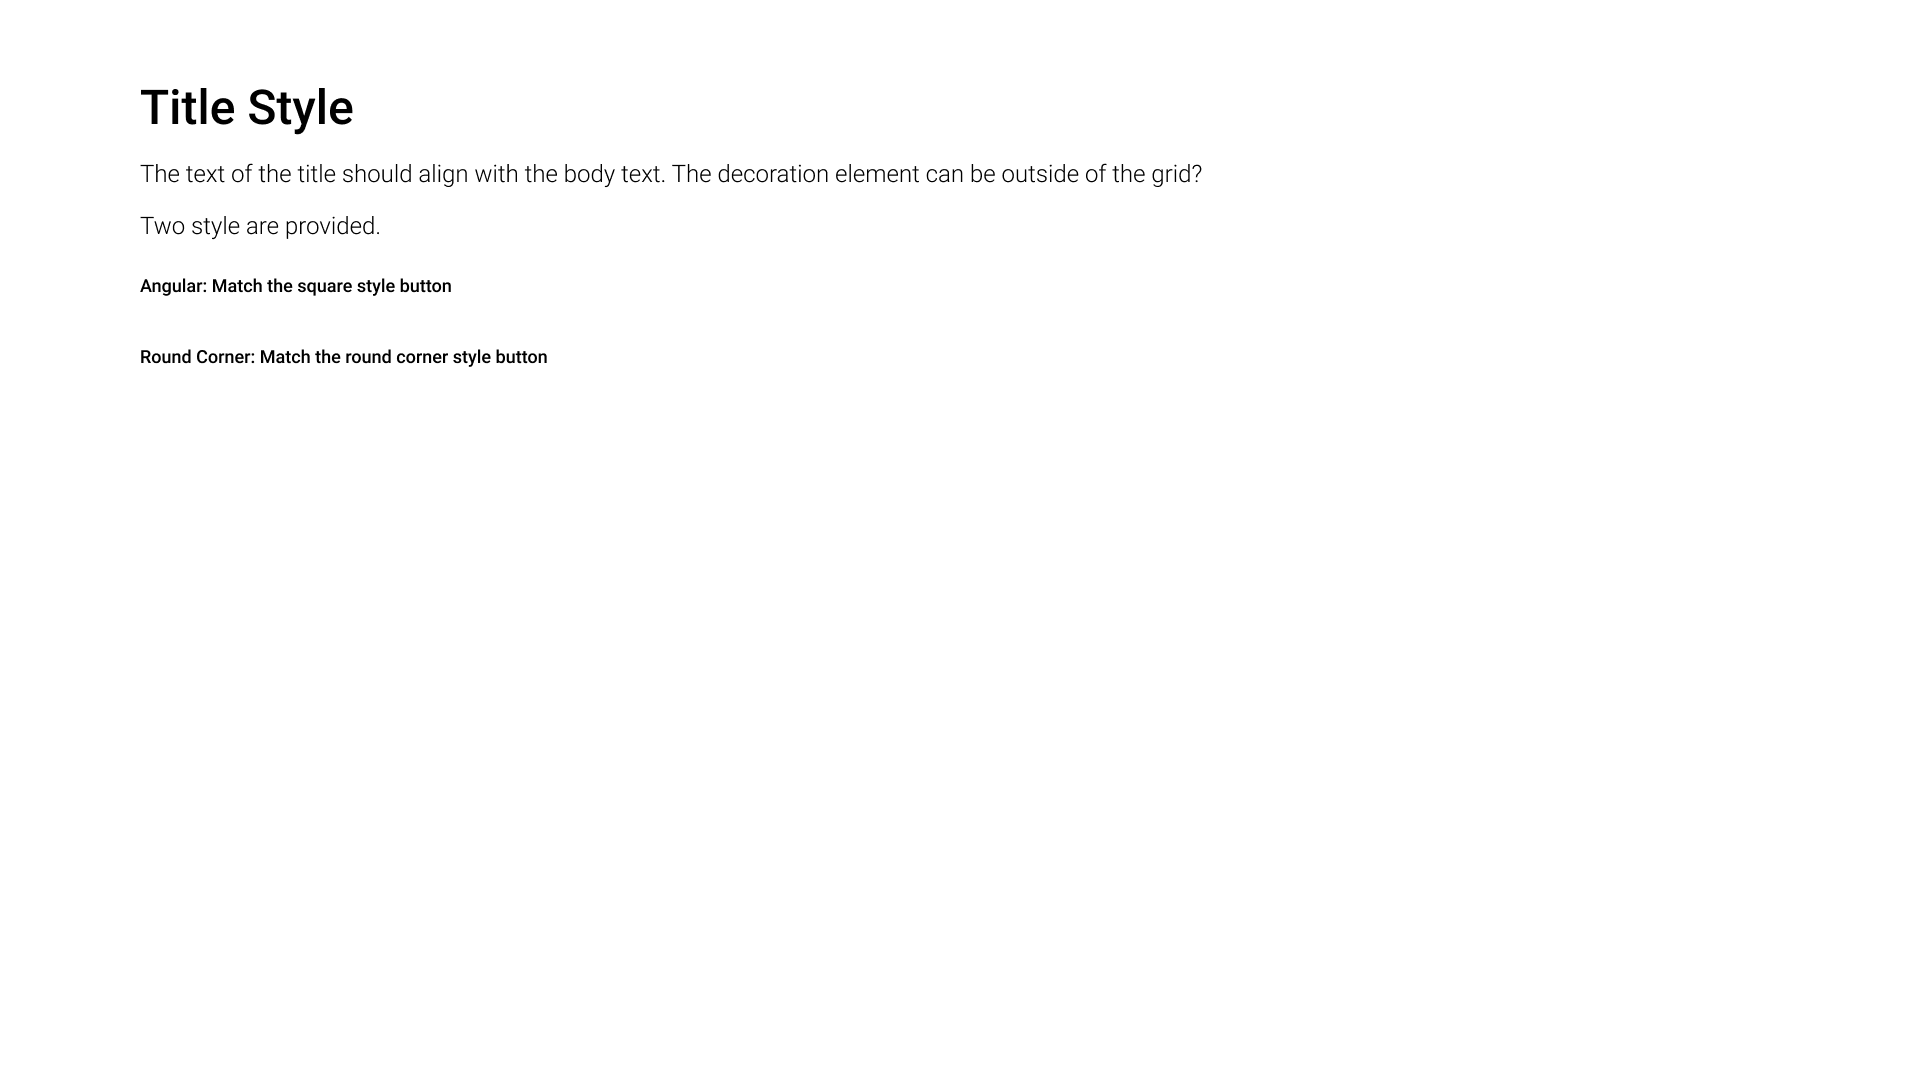 Title Style
The text of the title should align with the body text. The decoration element can be outside of the grid?
Two style are provided.
Angular: Match the square style button
Round Corner: Match the round corner style button